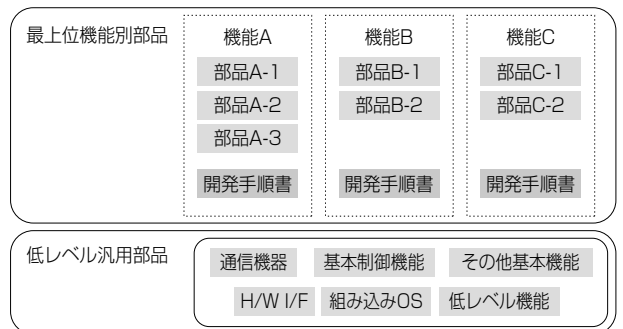 最上位機能別部品
機能A
部品A-1
部品A-2
部品A-3
開発手順書
機能B
部品B-1
部品B-2
開発手順書
機能C
部品C-1
部品C-2
開発手順書
低レベル汎用部品
通信機器
基本制御機能
その他基本機能
H/W I/F
組み込みOS
低レベル機能